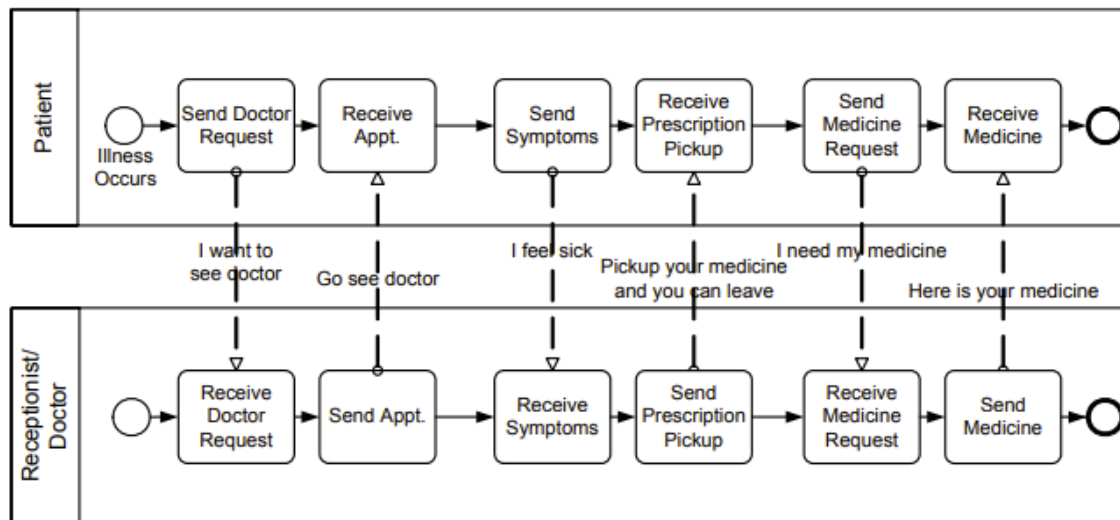 Patient
Send Doctor
Request
Receive
Appt.
Send
Symptoms
Receive
Prescription
Pickup
Send
Medicine
Request
Receive
Medicine
Illness
Occurs
I want to
see doctor
Go see doctor
I feel sick
Pickup your medicine
and you can leave
I need my medicine
Here is your medicine
Receptionist/
Doctor
Receive
Doctor
Request
Send Appt.
Receive
Symptoms
Send
Prescription
Pickup
Receive
Medicine
Request
Send
Medicine